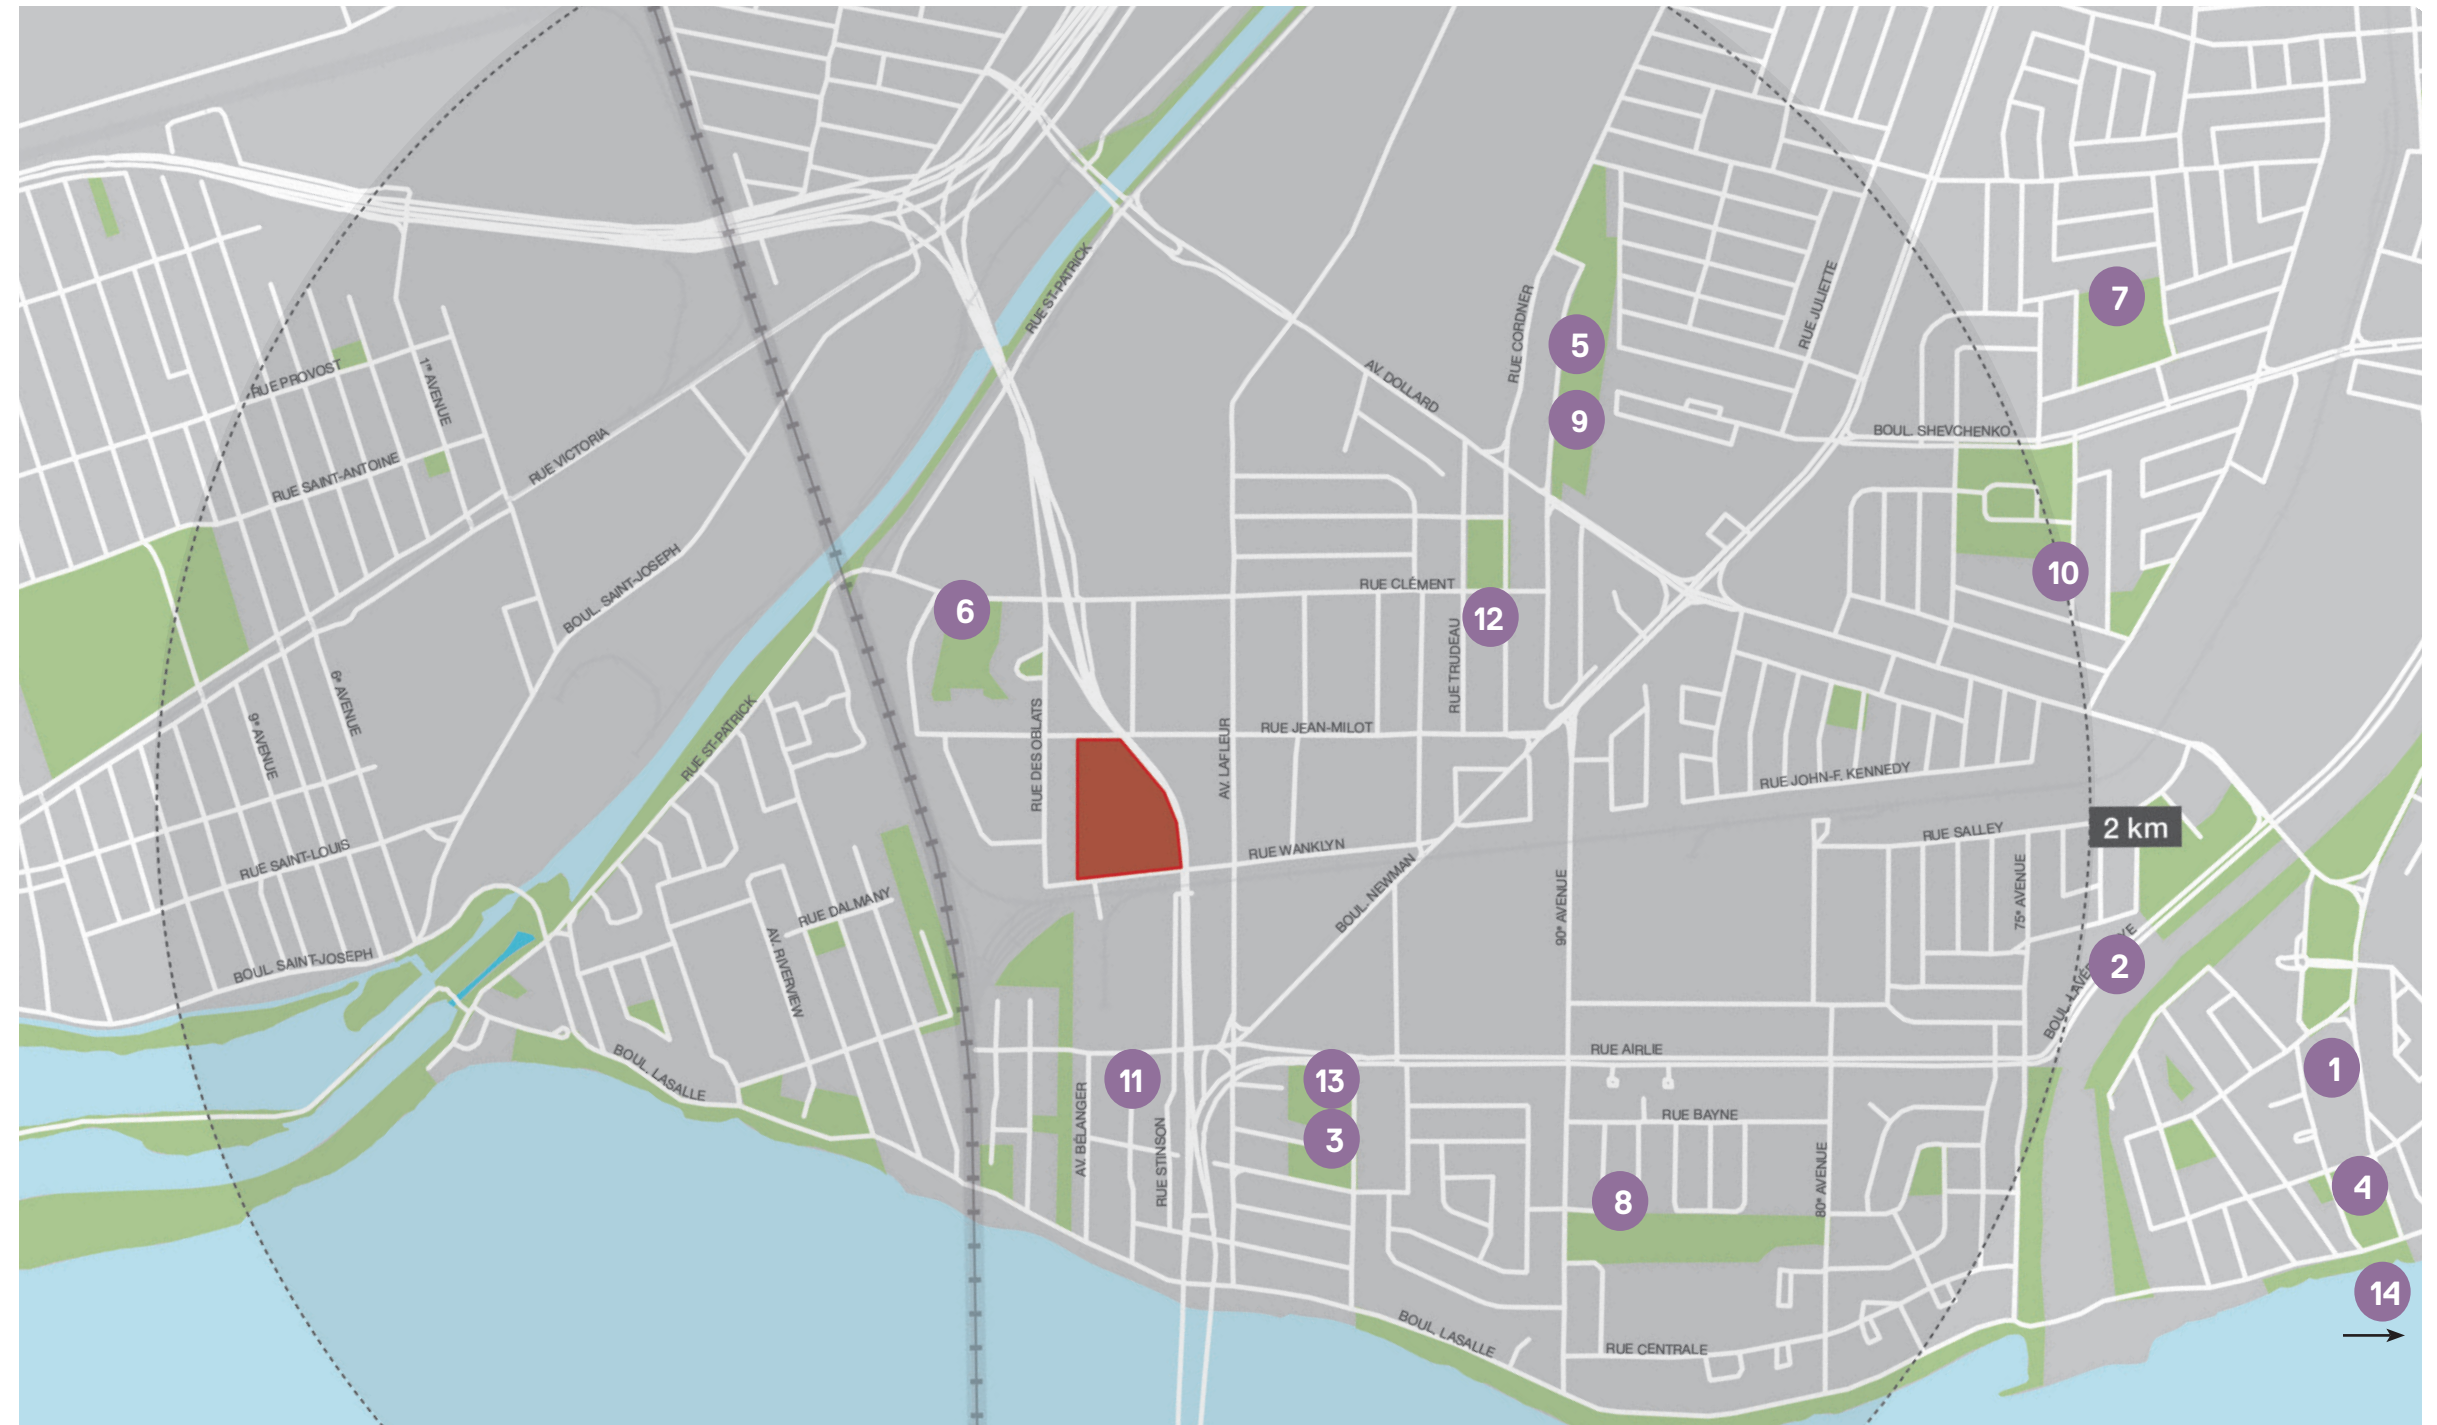 RUE ST-PATRICK
RUE CORDNER
RUE JULIETTE
7
5
RUE PROVOST
1re AVENUE
AV. DOLLARD
9
BOUL. SHEVCHENKO
RUE VICTORIA
RUE SAINT-ANTOINE
BOUL. SAINT-JOSEPH
10
RUE CLÉMENT
6
12
RUE TRUDEAU
6e AVENUE
9e AVENUE
RUE ST-PATRICK
RUE DES OBLATS
AV. LAFLEUR
RUE JEAN-MILOT
RUE JOHN-F. KENNEDY
2 km
RUE SALLEY
RUE SAINT-LOUIS
RUE WANKLYN
BOUL. NEWMAN
90e AVENUE
75e AVENUE
RUE DALMANY
AV. RIVERVIEW
BOUL. SAINT-JOSEPH
2
RUE AIRLIE
1
BOUL. LASALLE
11
13
AV. BÉLANGER
RUE STINSON
3
RUE BAYNE
80e AVENUE
8
4
14
BOUL. LASALLE
RUE CENTRALE